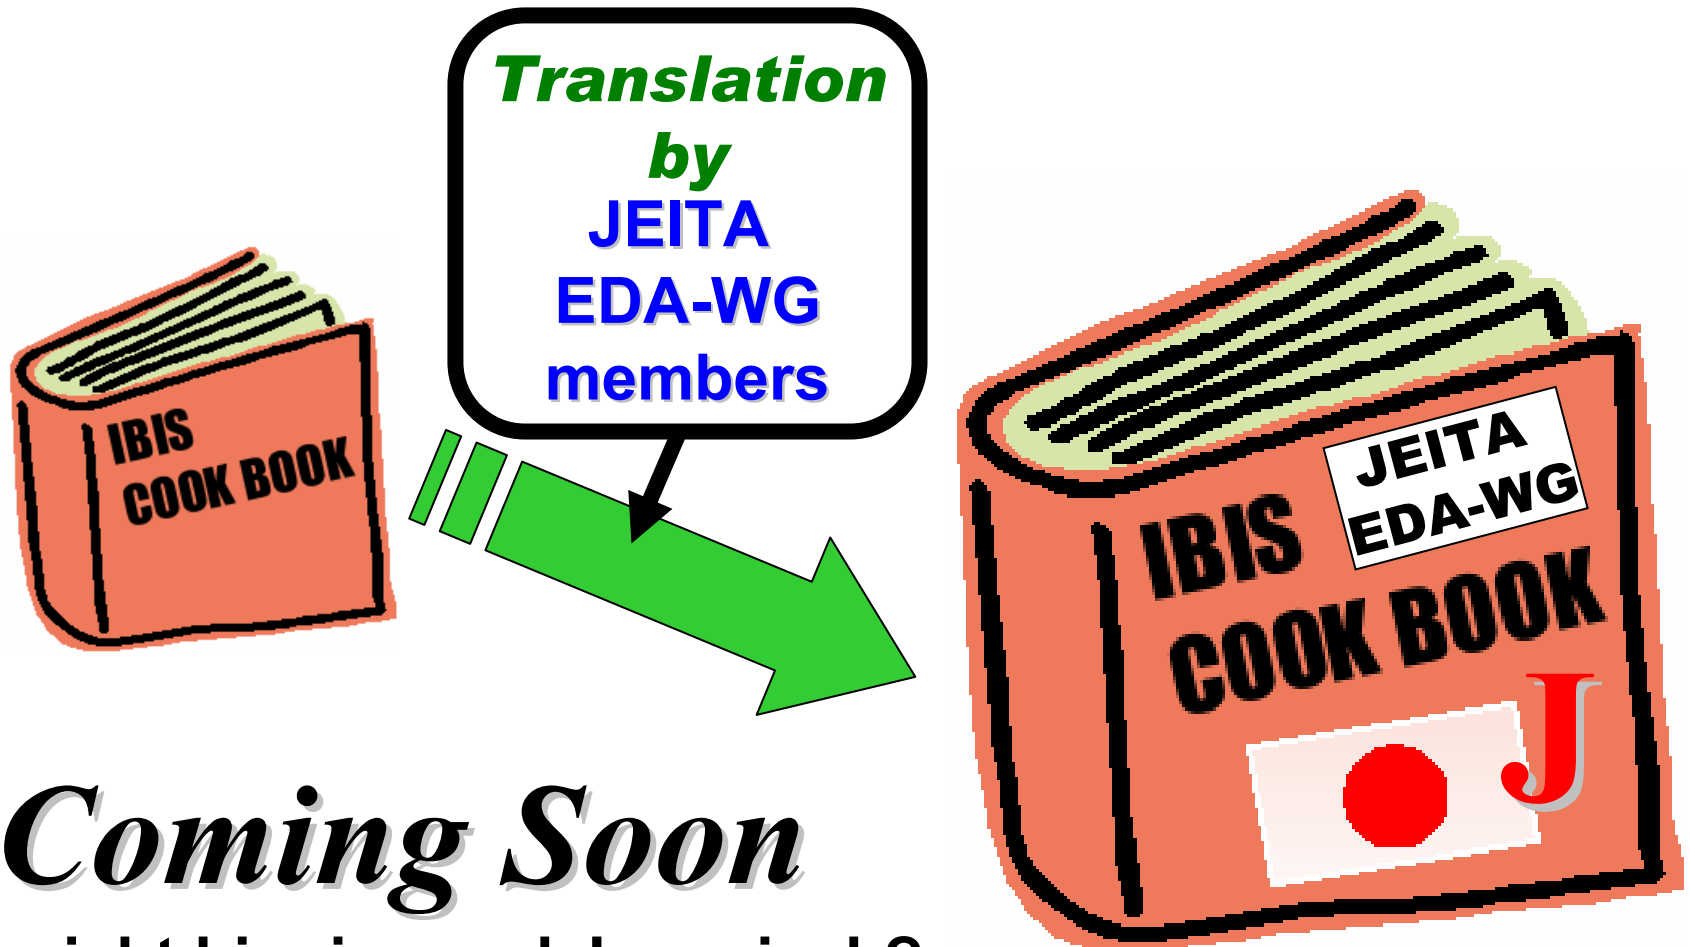 Translation
by
JEITA
EDA-WG
members
IBIS
COOK BOOK
JEITA
EDA-WG
IBIS
COOK BOOK
J
Coming Soon